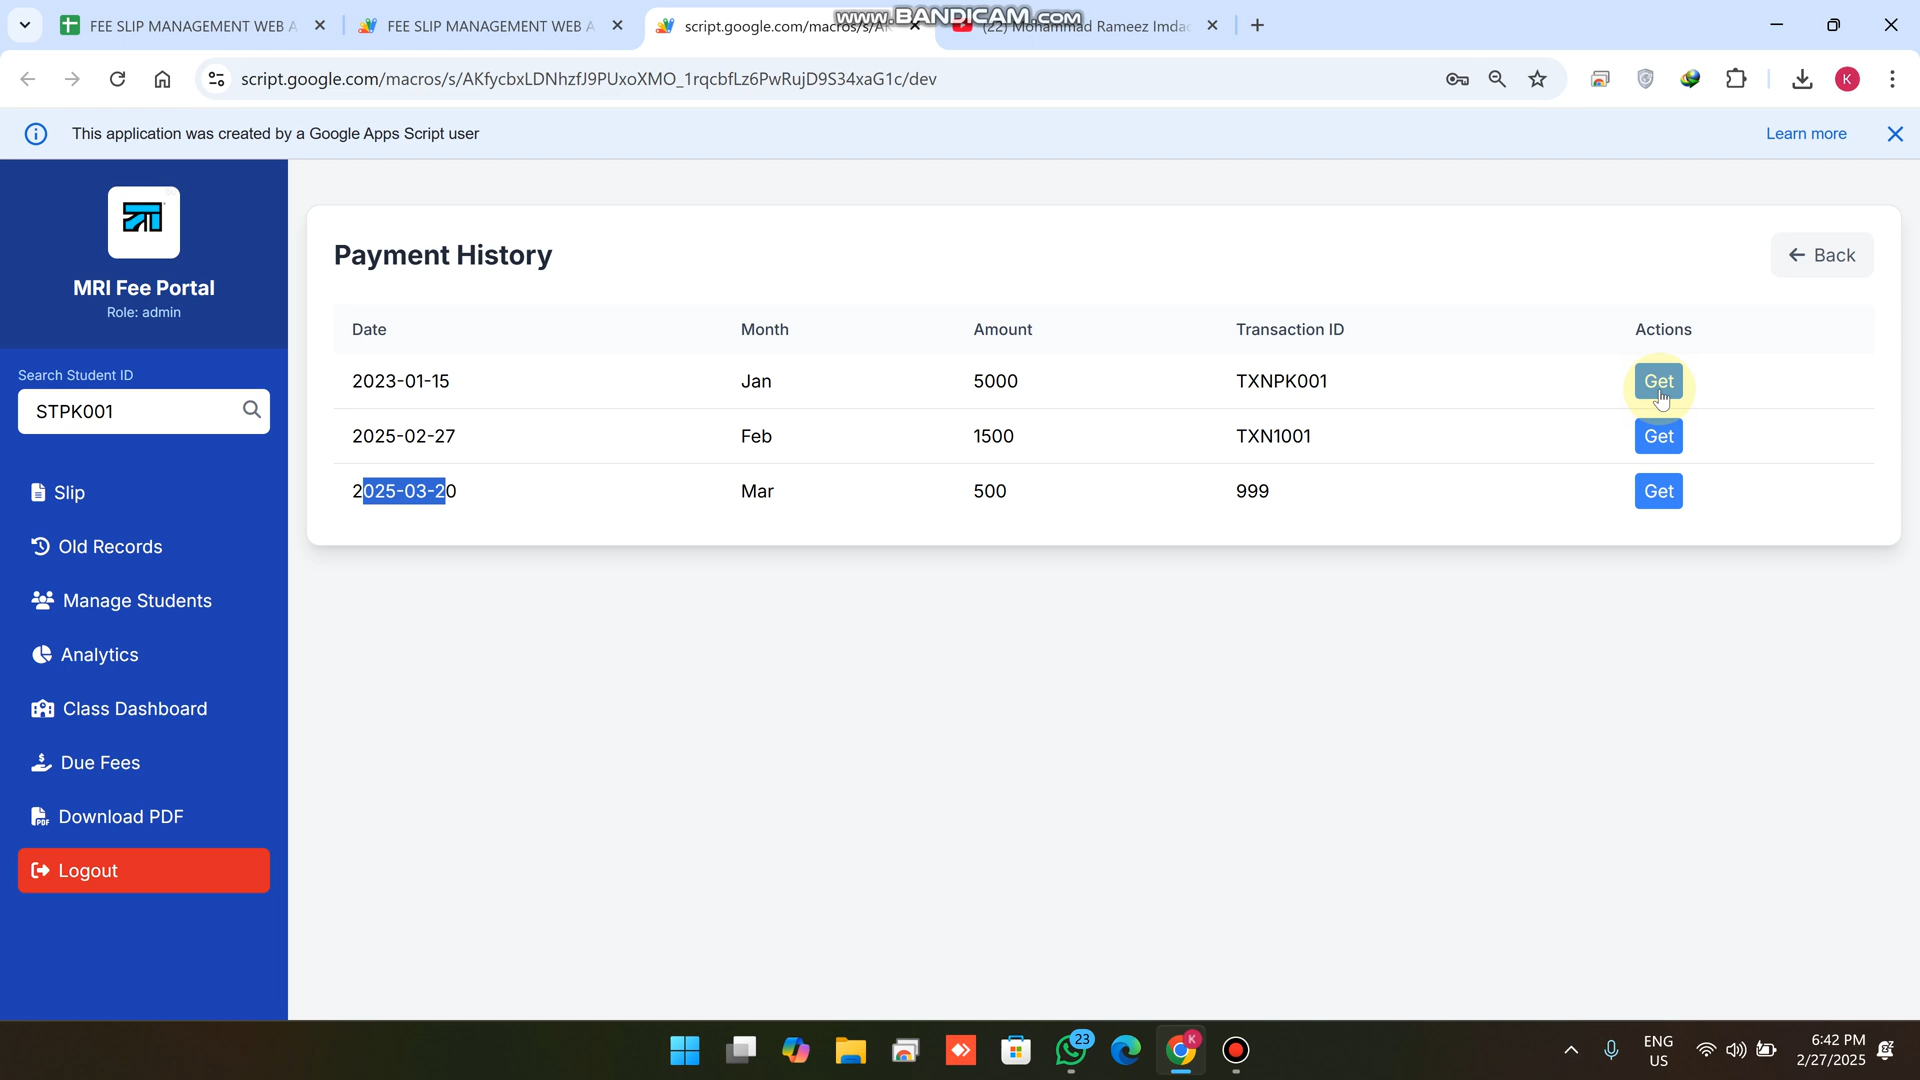 FEE SLIP MANAGEMENT WEB A
FEE SLIP MANAGEMENT WEB A
script.google.com/macros/s/AK
www.BANDICAM.com
(22) Mohammad Rameez Imdad
script.google.com/macros/s/AKfycbxLDNhzfJ9PUxoXMO_1rqcbfLz6PwRujD9S34xaG1c/dev
K
This application was created by a Google Apps Script user
Learn more
MRI Fee Portal
Role: admin
Search Student ID
STPK001
Slip
Old Records
Manage Students
Analytics
Class Dashboard
Due Fees
Download PDF
Logout
Payment History
Back
Date Month Amount Transaction ID Actions
2023-01-15 Jan 5000 TXNPK001 Get
2025-02-27 Feb 1500 TXN1001 Get
2025-03-20 Mar 500 999 Get
23
K
ENG
US
6:42 PM
2/27/2025